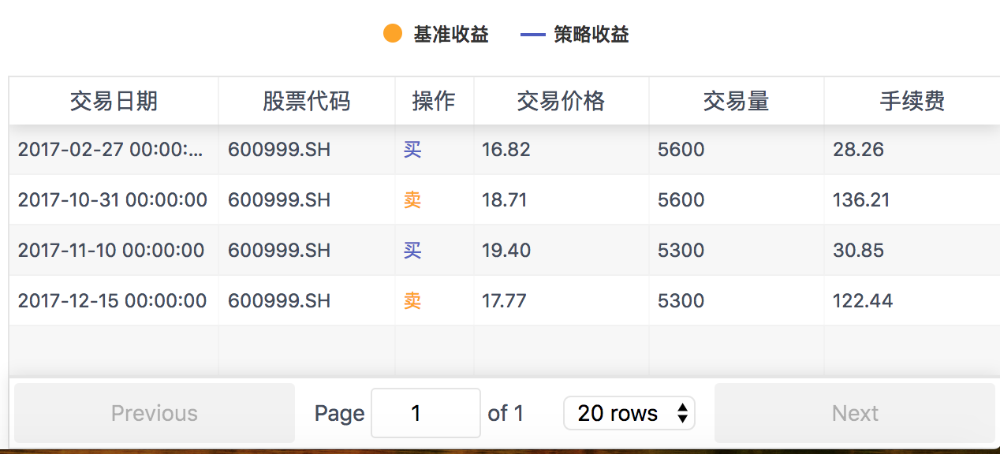 基准收益 策略收益
交易日期 股票代码 操作 交易价格 交易量 手续费
2017-02-27 00:00:... 600999.SH 买 16.82 5600 28.26
2017-10-31 00:00:00 600999.SH 卖 18.71 5600 136.21
2017-11-10 00:00:00 600999.SH 买 19.40 5300 30.85
2017-12-15 00:00:00 600999.SH 卖 17.77 5300 122.44
Previous Page 1 of 1 20 rows Next